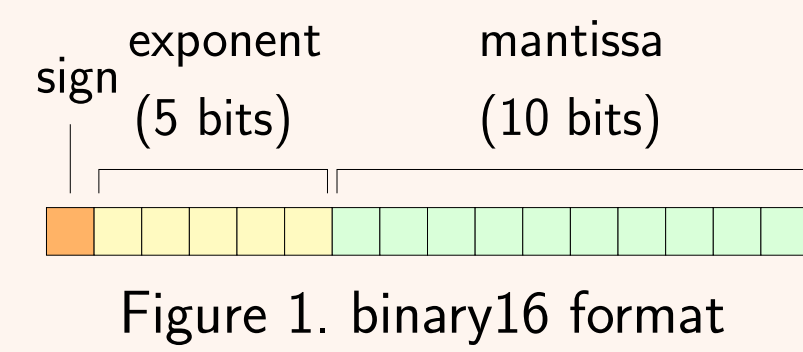 sign
exponent
(5 bits)
mantissa
(10 bits)
Figure 1. binary16 format